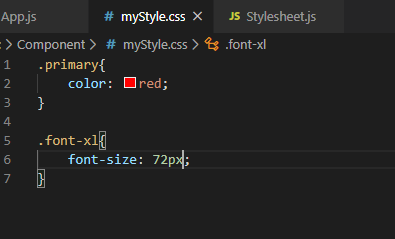 App.js # myStyle.css × JS Stylesheet.js
: > Component > # myStyle.css > .font-xl
1 .primary{
2 color: red;
3 }
4
5 .font-xl{
6 font-size: 72px;
7 }